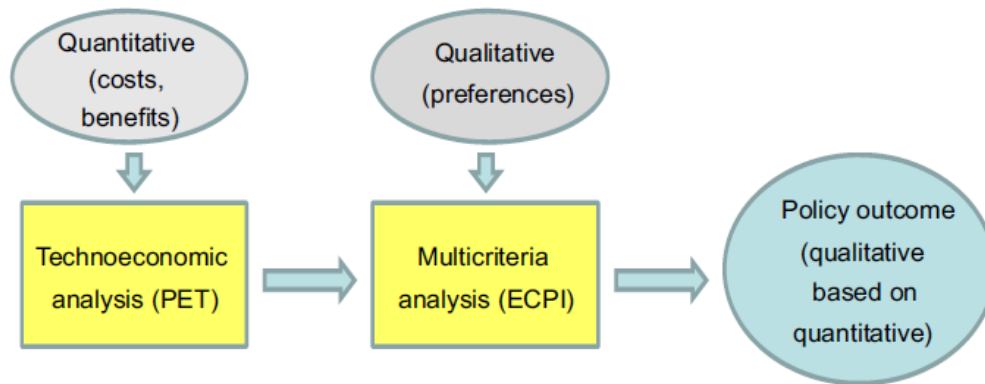 Quantitative
(costs,
benefits)
Qualitative
(preferences)
Technoeconomic
analysis (PET)
Multicriteria
analysis (ECPI)
Policy outcome
(qualitative
based on
quantitative)